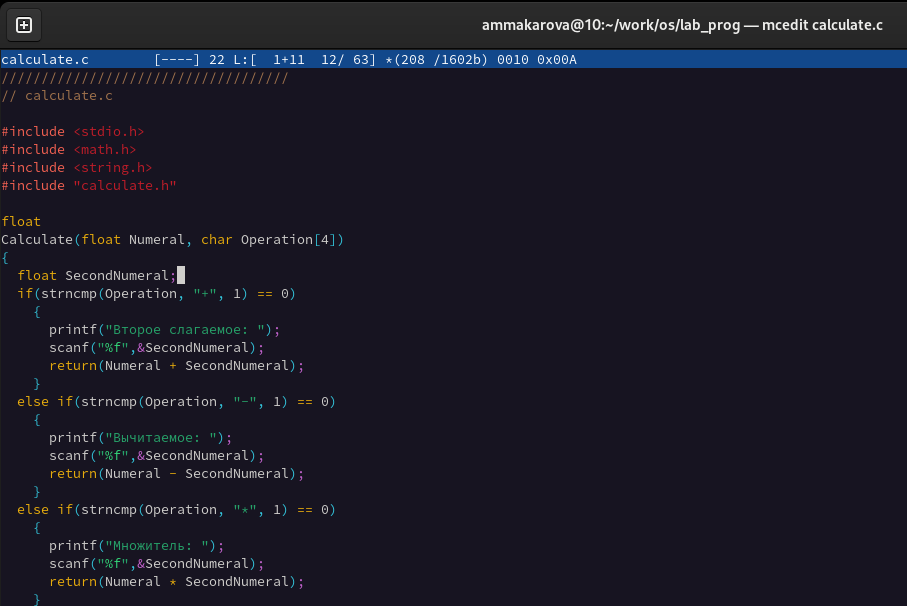 ammakarova@10:~/work/os/lab_prog — mcedit calculate.c
calculate.c        [----] 22 L:[  1+11  12/ 63] *(208 /1602b) 0010 0x00A
////////////////////////////////////
// calculate.c

#include <stdio.h>
#include <math.h>
#include <string.h>
#include "calculate.h"

float
Calculate(float Numeral, char Operation[4])
{
  float SecondNumeral;
  if(strncmp(Operation, "+", 1) == 0)
    {
      printf("Второе слагаемое: ");
      scanf("%f",&SecondNumeral);
      return(Numeral + SecondNumeral);
    }
  else if(strncmp(Operation, "-", 1) == 0)
    {
      printf("Вычитаемое: ");
      scanf("%f",&SecondNumeral);
      return(Numeral - SecondNumeral);
    }
  else if(strncmp(Operation, "*", 1) == 0)
    {
      printf("Множитель: ");
      scanf("%f",&SecondNumeral);
      return(Numeral * SecondNumeral);
    }